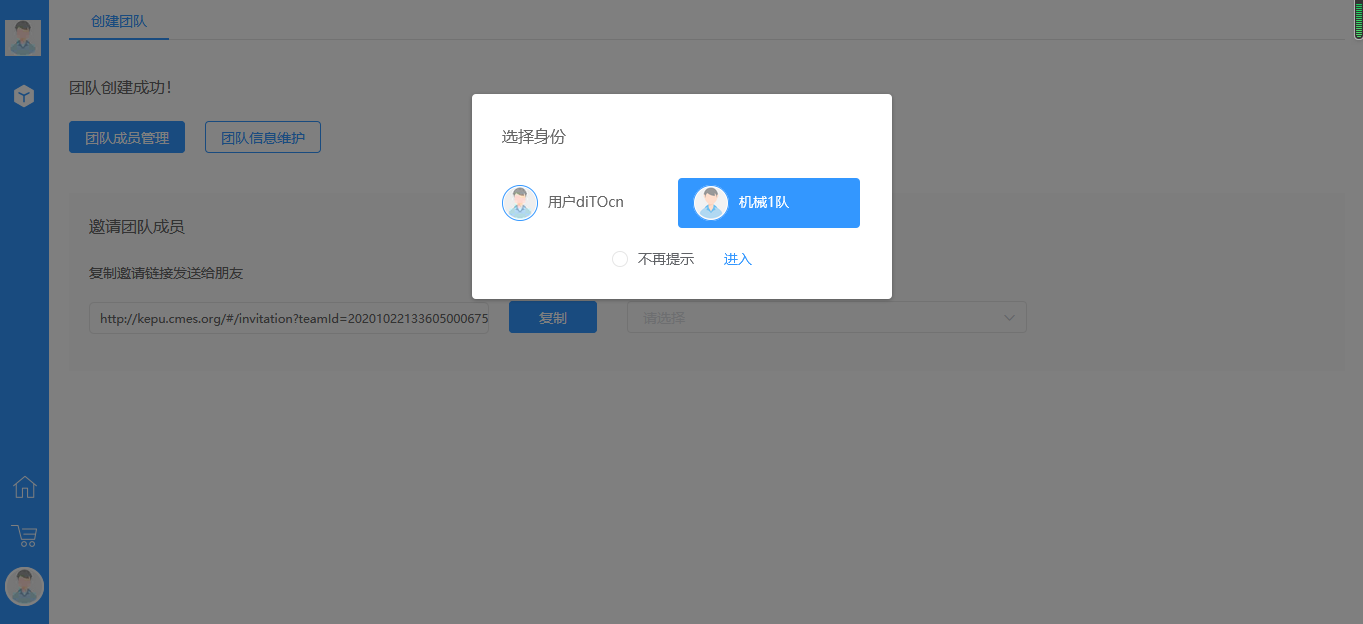 创建团队
团队创建成功！
团队成员管理 团队信息维护
选择身份
用户diTOcn 机械1队
不再提示 进入
邀请团队成员
复制邀请链接发送给朋友
http://kepu.cmes.org/#/invitation?teamId=20201022133605000675 复制 请选择